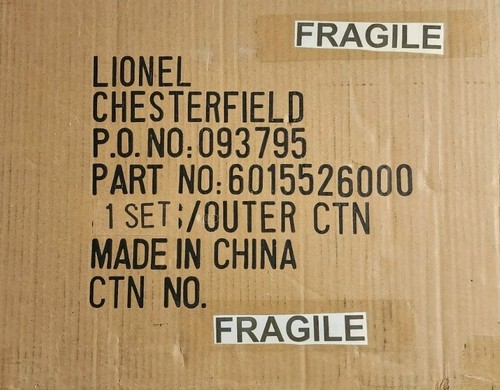 FRAGILE
LIONEL
CHESTERFIELD
P.O. NO: 093795
PART NO: 6015526000
1 SET;/OUTER CTN
MADE IN CHINA
CTN NO.
FRAGILE